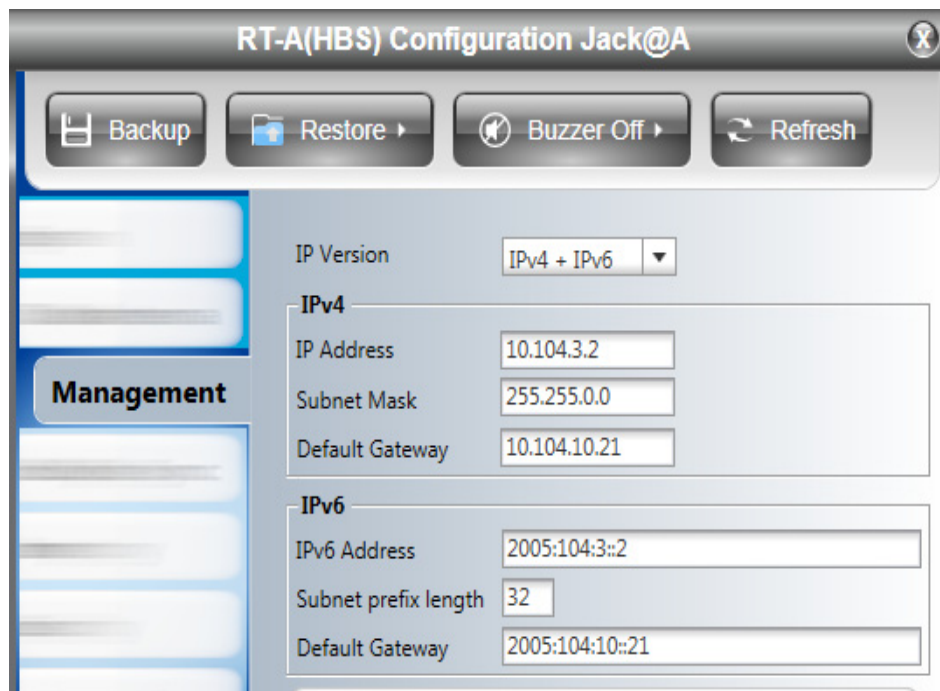 RT-A(HBS) Configuration Jack@A X
Backup Restore Buzzer Off Refresh
IP Version IPv4 + IPv6
IPv4
IP Address 10.104.3.2
Management
Subnet Mask 255.255.0.0
Default Gateway 10.104.10.21
IPv6
IPv6 Address 2005:104:3::2
Subnet prefix length 32
Default Gateway 2005:104:10::21